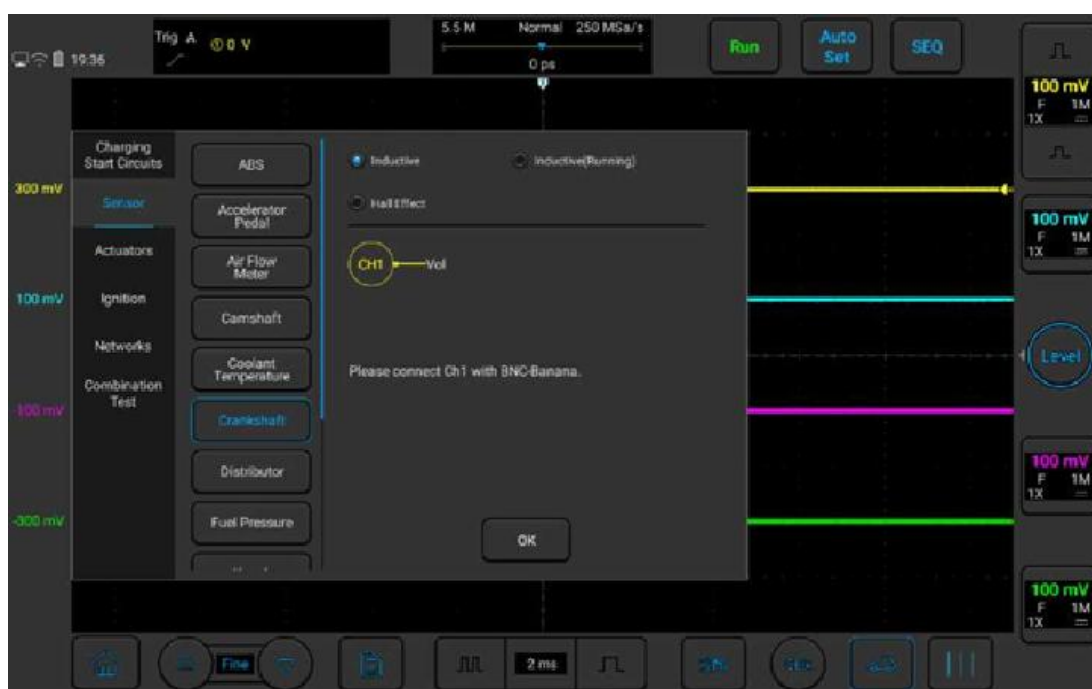 19:36
Trig A ① 0 V
5.5 M Normal 250 MSa/s
0 ps
Run
Auto
Set
SEQ
Charging
Start Circuits
Sensor
Actuators
Ignition
Networks
Combination
Test
ABS
Accelerator
Pedal
Air Flow
Meter
Camshaft
Coolant
Temperature
Crankshaft
Distributor
Fuel Pressure
Inductive
Inductive(Running)
Hall Effect
CH1 Vol
Please connect Ch1 with BNC-Banana.
OK
300 mV
100 mV
-100 mV
-300 mV
100 mV
F 1M
1X
100 mV
F 1M
1X
Level
100 mV
F 1M
1X
100 mV
F 1M
1X
Fine
2 ms